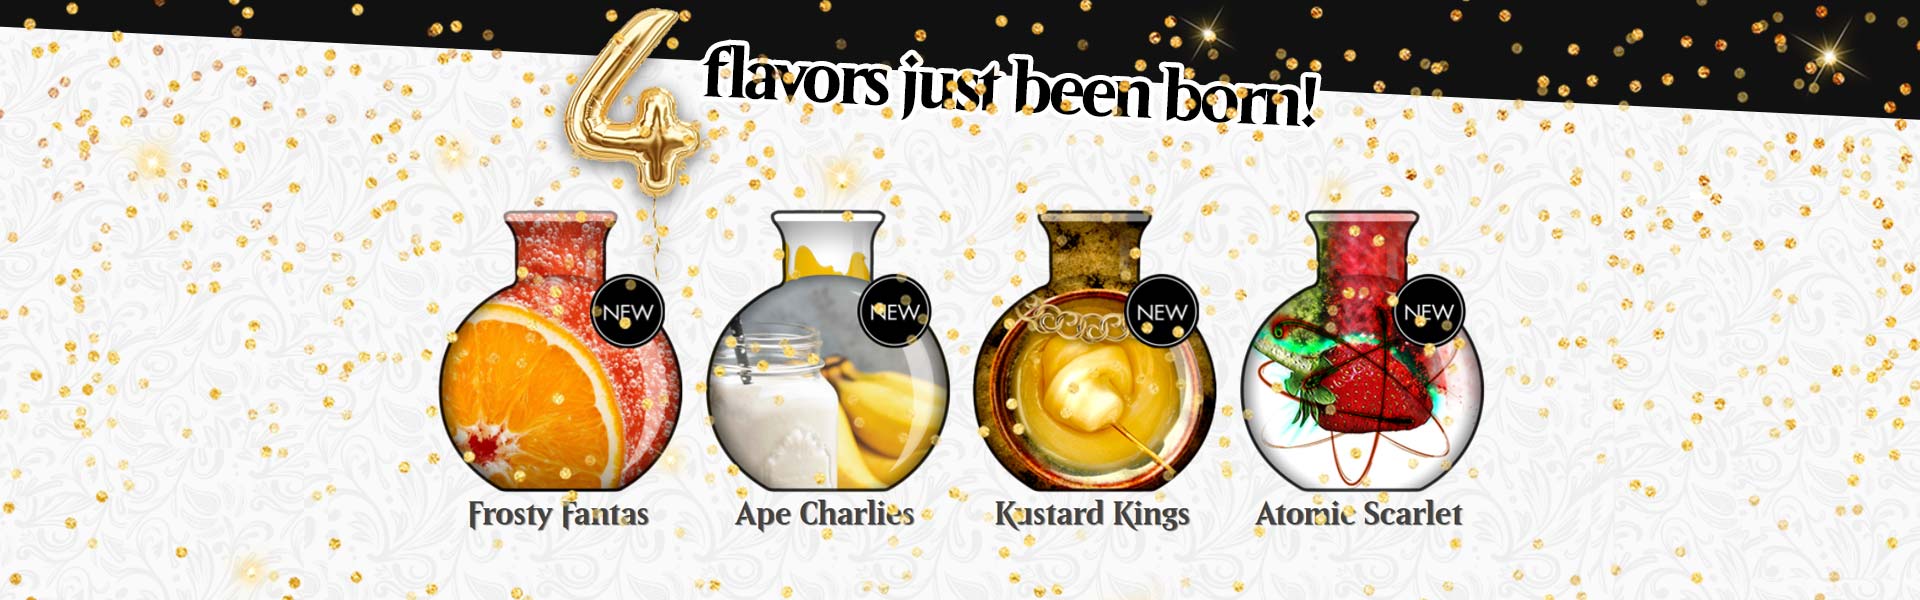 4 flavors just been born!
NEW
NEW
NEW
NEW
Frosty Fantas
Ape Charlies
Kustard Kings
Atomic Scarlet